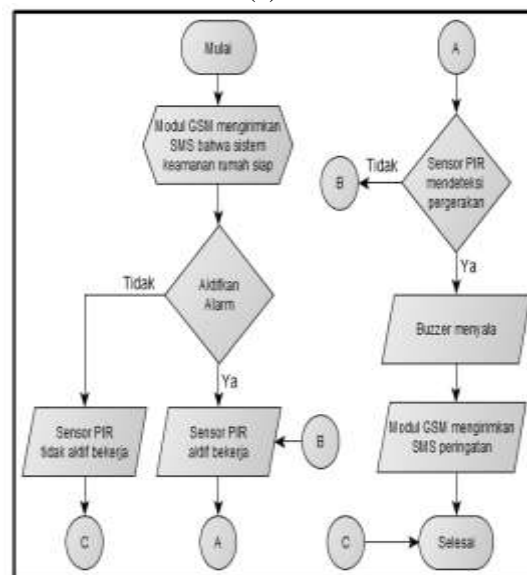 Mulai
Modul GSM mengirimkan
SMS bahwa sistem
keamanan rumah siap
Tidak
Aktifkan
Alarm
Ya
Sensor PIR
tidak aktif bekerja
Sensor PIR
aktif bekerja
B
C
A
A
Tidak
B
Sensor PIR
mendeteksi
pergerakan
Ya
Buzzer menyala
Modul GSM mengirimkan
SMS peringatan
C
Selesai